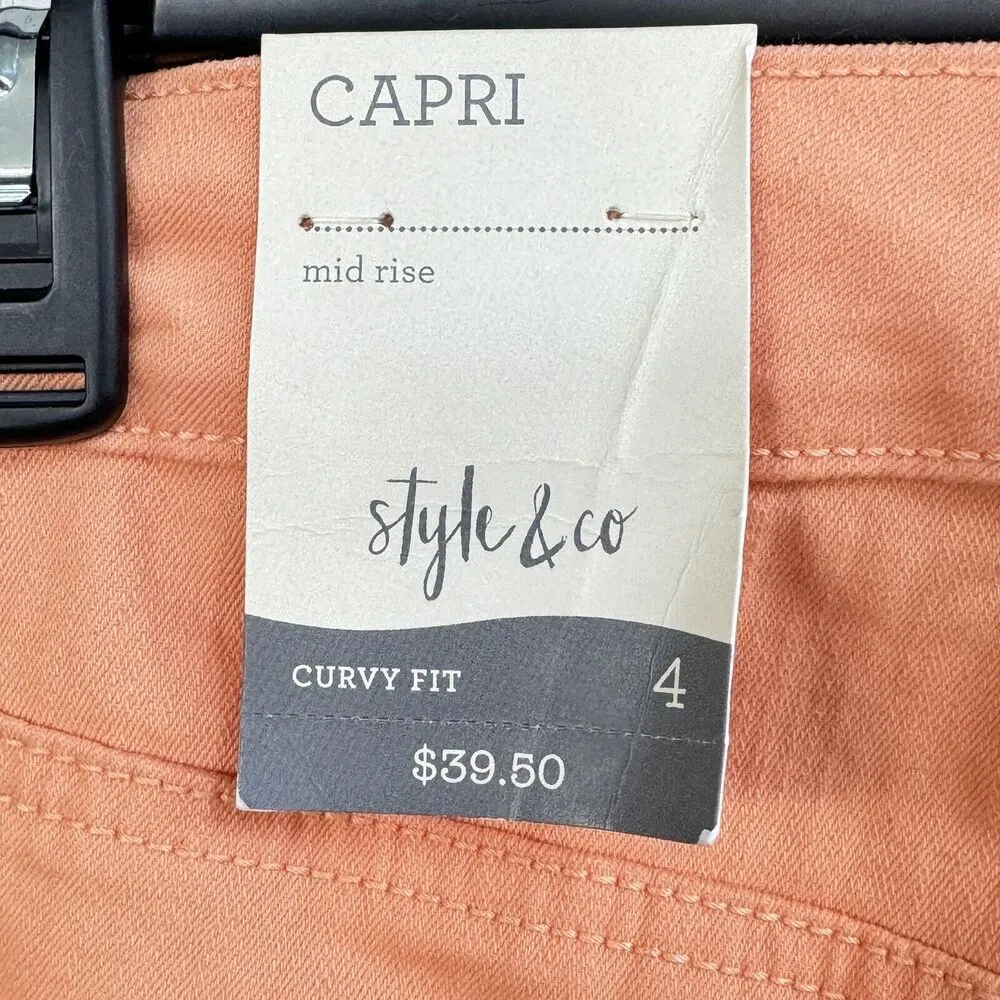 CAPRI
mid rise
style & co
CURVY FIT 4
$39.50